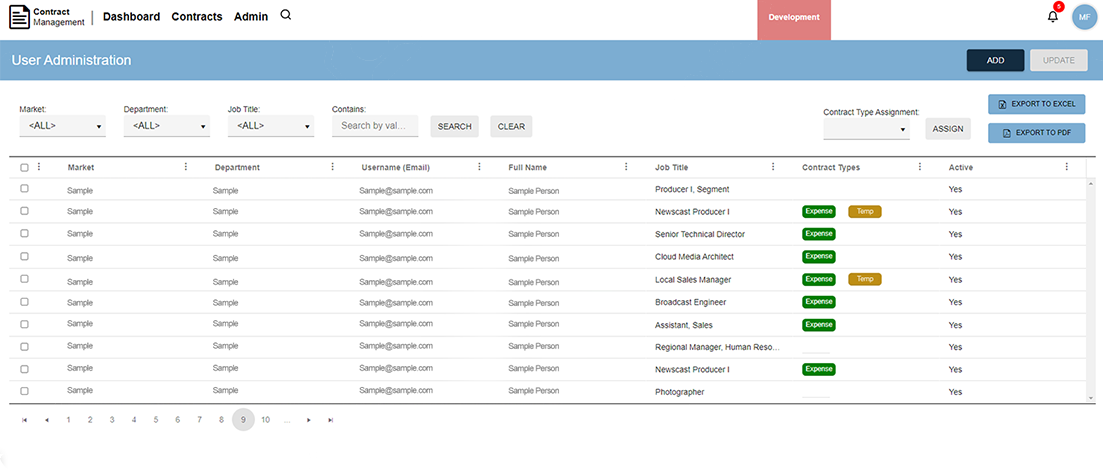 Contract
Management
Dashboard Contracts Admin
Development
5
MF
User Administration
ADD UPDATE
Market: Department: Job Title: Contains:
<ALL> <ALL> <ALL> Search by val... SEARCH CLEAR
Contract Type Assignment:
ASSIGN
EXPORT TO EXCEL
EXPORT TO PDF
Market Department Username (Email) Full Name Job Title Contract Types Active
Sample Sample Sample@sample.com Sample Person Producer I, Segment Yes
Sample Sample Sample@sample.com Sample Person Newscast Producer I Expense Temp Yes
Sample Sample Sample@sample.com Sample Person Senior Technical Director Expense Yes
Sample Sample Sample@sample.com Sample Person Cloud Media Architect Expense Yes
Sample Sample Sample@sample.com Sample Person Local Sales Manager Expense Temp Yes
Sample Sample Sample@sample.com Sample Person Broadcast Engineer Expense Yes
Sample Sample Sample@sample.com Sample Person Assistant, Sales Expense Yes
Sample Sample Sample@sample.com Sample Person Regional Manager, Human Reso... Yes
Sample Sample Sample@sample.com Sample Person Newscast Producer I Expense Yes
Sample Sample Sample@sample.com Sample Person Photographer Yes
1 2 3 4 5 6 7 8 9 10 ...